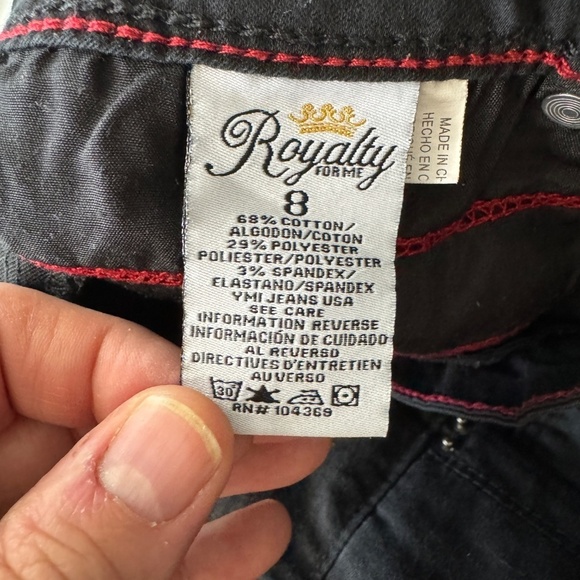 Royalty
FOR ME
8
68% COTTON/
ALGODON/COTON
29% POLYESTER
POLIESTER/POLYESTER
3% SPANDEX/
ELASTANO/SPANDEX
YMI JEANS USA
SEE CARE
INFORMATION REVERSE
INFORMACIÓN DE CUIDADO
AL REVERSO
DIRECTIVES D'ENTRETIEN
AU VERSO
30
RN# 104369
MADE IN CH
HECHO EN C